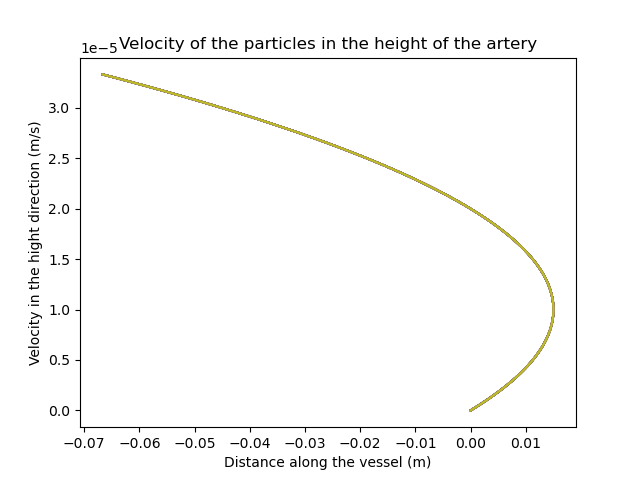 Velocity of the particles in the height of the artery
1e−5
3.0
2.5
2.0
1.5
1.0
0.5
0.0
Velocity in the hight direction (m/s)
−0.07 −0.06 −0.05 −0.04 −0.03 −0.02 −0.01 0.00 0.01
Distance along the vessel (m)